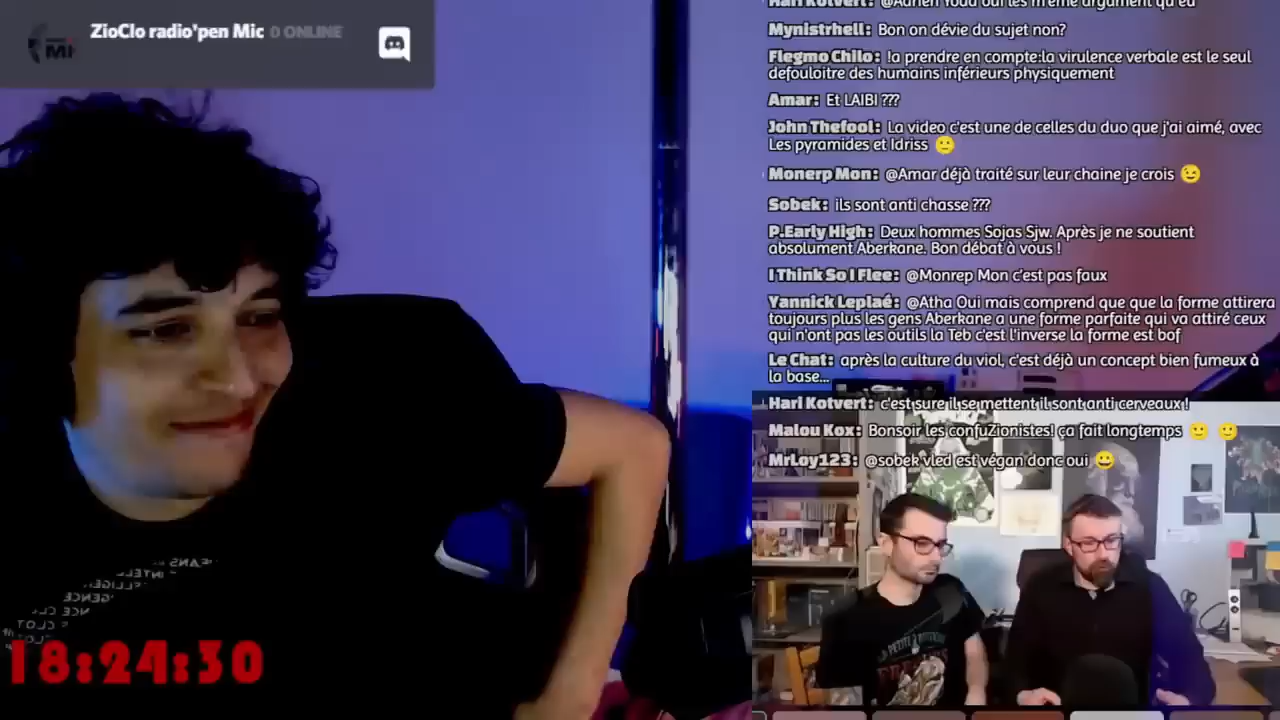 ZioClo radio'pen Mic 0 ONLINE
Mynistrhell: Bon on dévie du sujet non?
Flegmo Chilo: !a prendre en compte:la virulence verbale est le seul
defouloitre des humains inférieurs physiquement
Amar: Et LAIBI ???
John Thefool: La video c'est une de celles du duo que j'ai aimé, avec
Les pyramides et Idriss 🙂
Monerp Mon: @Amar déjà traité sur leur chaine je crois 😉
Sobek: ils sont anti chasse ???
P.Early High: Deux hommes Sojas Sjw. Après je ne soutient
absolument Aberkane. Bon débat à vous !
I Think So I Flee: @Monrep Mon c'est pas faux
Yannick Leplaé: @Atha Oui mais comprend que que la forme attirera
toujours plus les gens Aberkane a une forme parfaite qui va attiré ceux
qui n'ont pas les outils la Teb c'est l'inverse la forme est bof
Le Chat: après la culture du viol, c'est déjà un concept bien fumeux à
la base...
Hari Kotvert: c'est sure il se mettent il sont anti cerveaux !
Malou Kox: Bonsoir les confuZionistes! ça fait longtemps 🙂 🙂
MrLoy123: @sobek vled est végan donc oui 😀
18:24:30